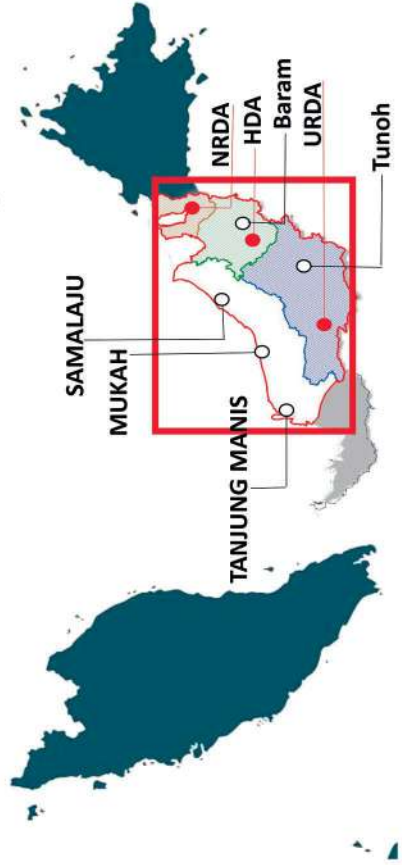 SAMALAJU
MUKAH
TANJUNG MANIS
NRDA
HDA
Baram
URDA
Tunoh